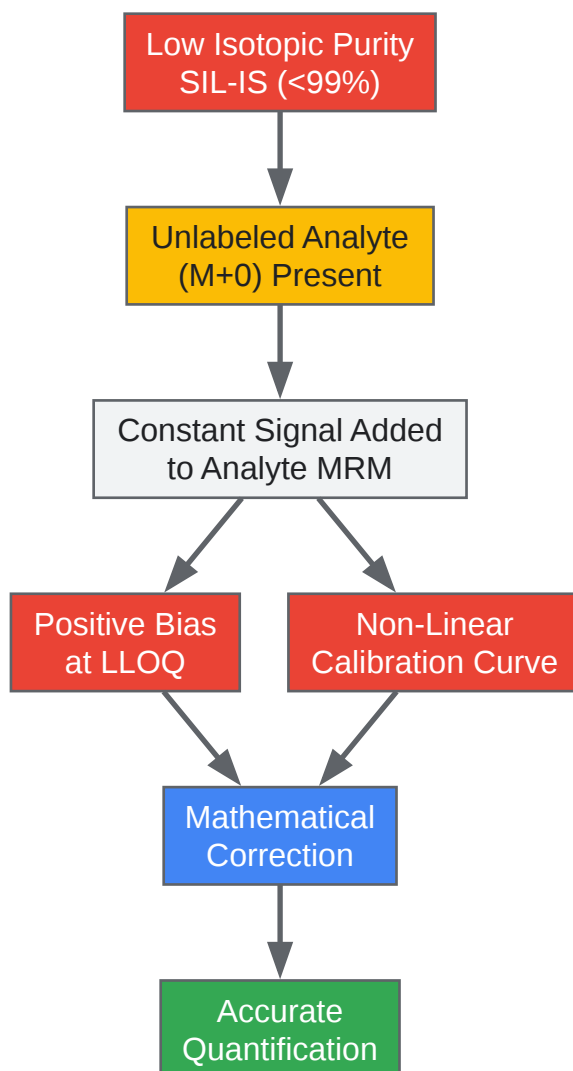 Low Isotopic Purity
SIL-IS (<99%)
Unlabeled Analyte
(M+0) Present
Constant Signal Added
to Analyte MRM
Positive Bias
at LLOQ
Non-Linear
Calibration Curve
Mathematical
Correction
Accurate
Quantification